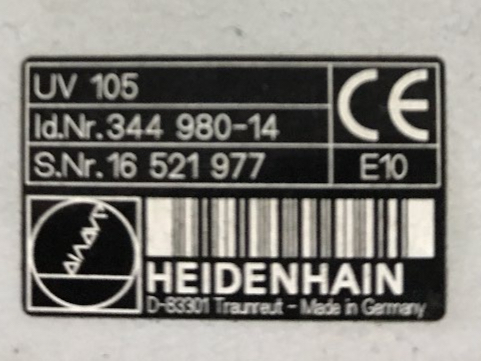 UV 105
Id.Nr. 344 980-14
CE
S.Nr. 16 521 977
E10
HEIDENHAIN
D-83301 Traunreut - Made in Germany